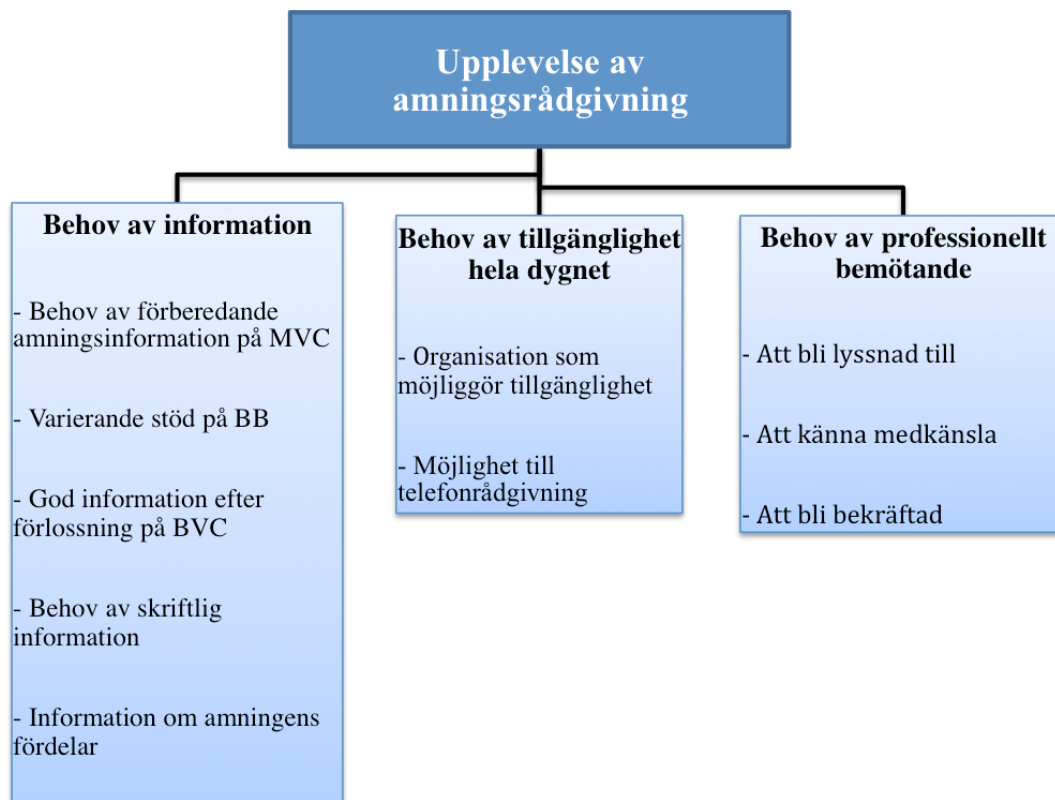 Upplevelse av
amningsrådgivning
Behov av information
- Behov av förberedande
amningsinformation på MVC
- Varierande stöd på BB
- God information efter
förlossning på BVC
- Behov av skriftlig
information
- Information om amningens
fördelar
Behov av tillgänglighet
hela dygnet
- Organisation som
möjliggör tillgänglighet
- Möjlighet till
telefonrådgivning
Behov av professionellt
bemötande
- Att bli lyssnad till
- Att känna medkänsla
- Att bli bekräftad